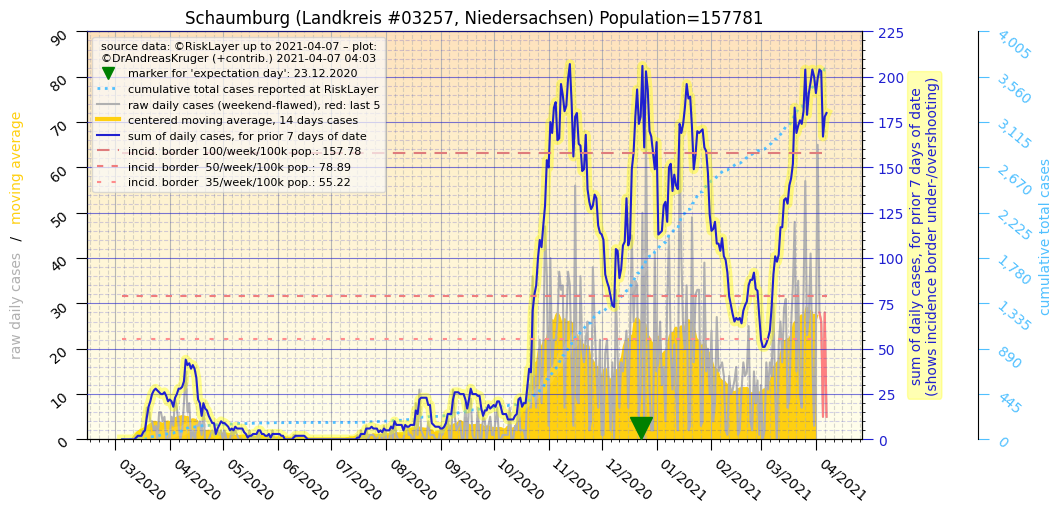 Schaumburg (Landkreis #03257, Niedersachsen) Population=157781
source data: ©RiskLayer up to 2021-04-07 – plot:
©DrAndreasKruger (+contrib.) 2021-04-07 04:03
marker for 'expectation day': 23.12.2020
cumulative total cases reported at RiskLayer
raw daily cases (weekend-flawed), red: last 5
centered moving average, 14 days cases
sum of daily cases, for prior 7 days of date
incid. border 100/week/100k pop.: 157.78
incid. border  50/week/100k pop.: 78.89
incid. border  35/week/100k pop.: 55.22
raw daily cases / moving average
90
80
70
60
50
40
30
20
10
0
03/2020
04/2020
05/2020
06/2020
07/2020
08/2020
09/2020
10/2020
11/2020
12/2020
01/2021
02/2021
03/2021
04/2021
225
200
175
150
125
100
75
50
25
0
sum of daily cases, for prior 7 days of date
(shows incidence border under-/overshooting)
4,005
3,560
3,115
2,670
2,225
1,780
1,335
890
445
0
cumulative total cases